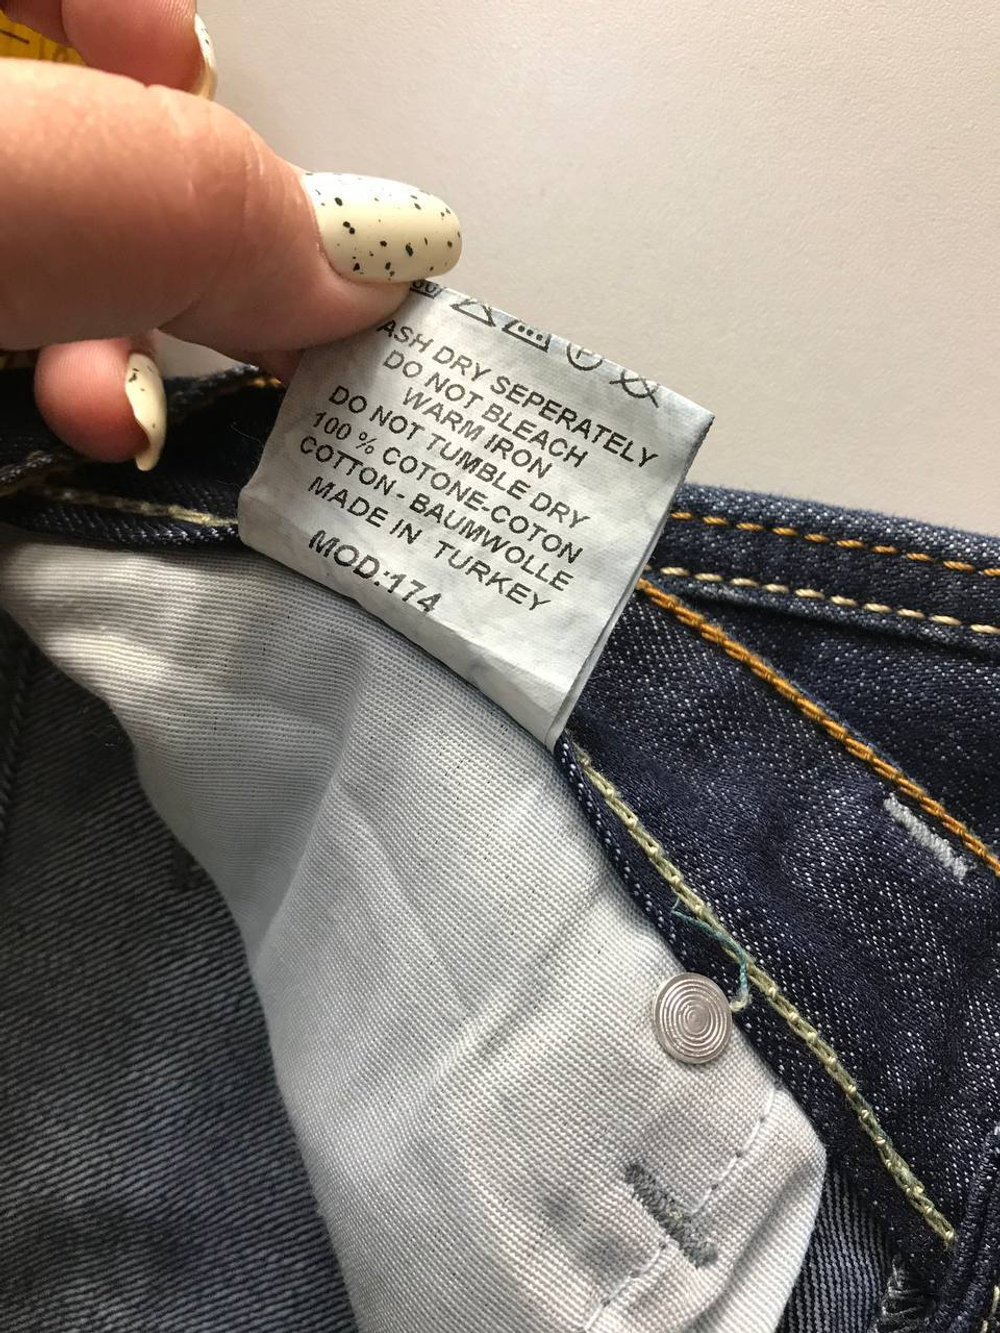 ASH DRY SEPERATELY
DO NOT BLEACH
WARM IRON
DO NOT TUMBLE DRY
100 % COTONE-COTON
COTTON - BAUMWOLLE
MADE IN TURKEY
MOD.:174